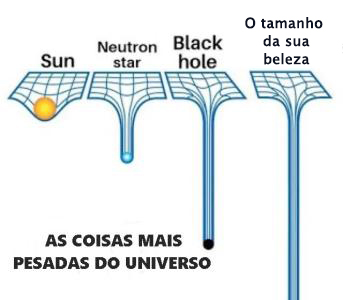 Sun
Neutron
star
Black
hole
O tamanho
da sua
beleza
AS COISAS MAIS
PESADAS DO UNIVERSO